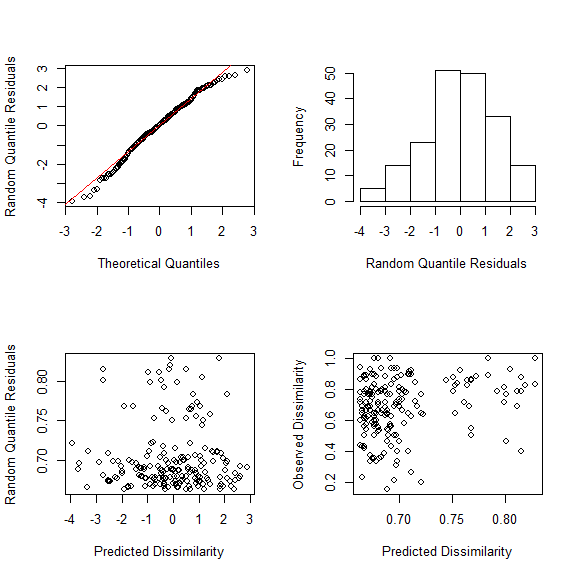 Random Quantile Residuals
3
2
0
-2
-4
-3 -2 -1 0 1 2 3
Theoretical Quantiles
Frequency
50
40
30
20
10
0
-4 -3 -2 -1 0 1 2 3
Random Quantile Residuals
Random Quantile Residuals
0.80
0.75
0.70
-4 -3 -2 -1 0 1 2 3
Predicted Dissimilarity
Observed Dissimilarity
1.0
0.8
0.6
0.4
0.2
0.70 0.75 0.80
Predicted Dissimilarity